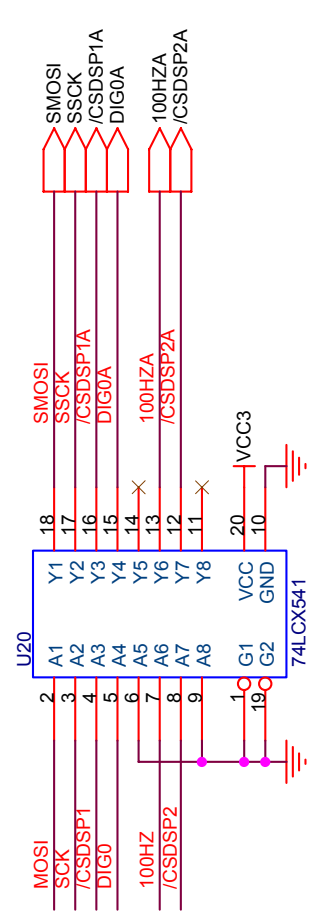 U20
74LCX541
MOSI
SCK
/CSDSP1
DIG0
100HZ
/CSDSP2
2
3
4
5
6
7
8
9
1
19
A1
A2
A3
A4
A5
A6
A7
A8
G1
G2
Y1
Y2
Y3
Y4
Y5
Y6
Y7
Y8
VCC
GND
18
17
16
15
14
13
12
11
20
10
VCC3
SMOSI
SSCK
/CSDSP1A
DIG0A
100HZA
/CSDSP2A
SMOSI
SSCK
/CSDSP1A
DIG0A
100HZA
/CSDSP2A